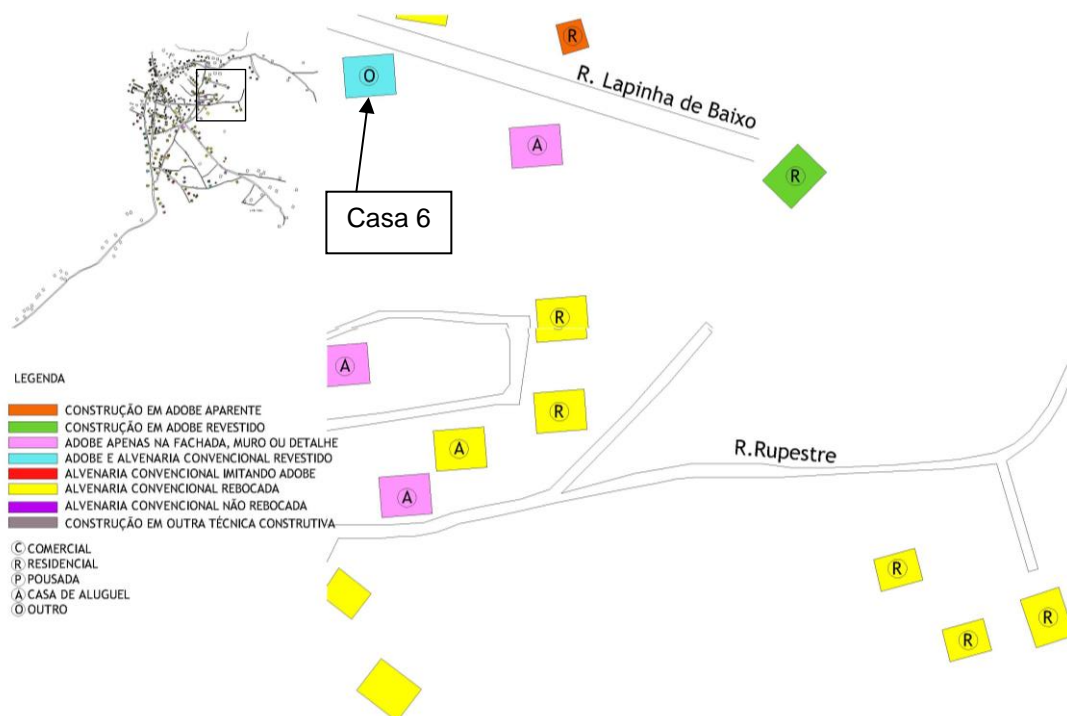 R
O
R. Lapinha de Baixo
A
R
Casa 6
R
A
LEGENDA
CONSTRUÇÃO EM ADOBE APARENTE
CONSTRUÇÃO EM ADOBE REVESTIDO
ADOBE APENAS NA FACHADA, MURO OU DETALHE
ADOBE E ALVENARIA CONVENCIONAL REVESTIDO
ALVENARIA CONVENCIONAL IMITANDO ADOBE
ALVENARIA CONVENCIONAL REBOCADA
ALVENARIA CONVENCIONAL NÃO REBOCADA
CONSTRUÇÃO EM OUTRA TÉCNICA CONSTRUTIVA
C COMERCIAL
R RESIDENCIAL
P POUSADA
A CASA DE ALUGUEL
O OUTRO
R
A
R.Rupestre
A
R
R
R